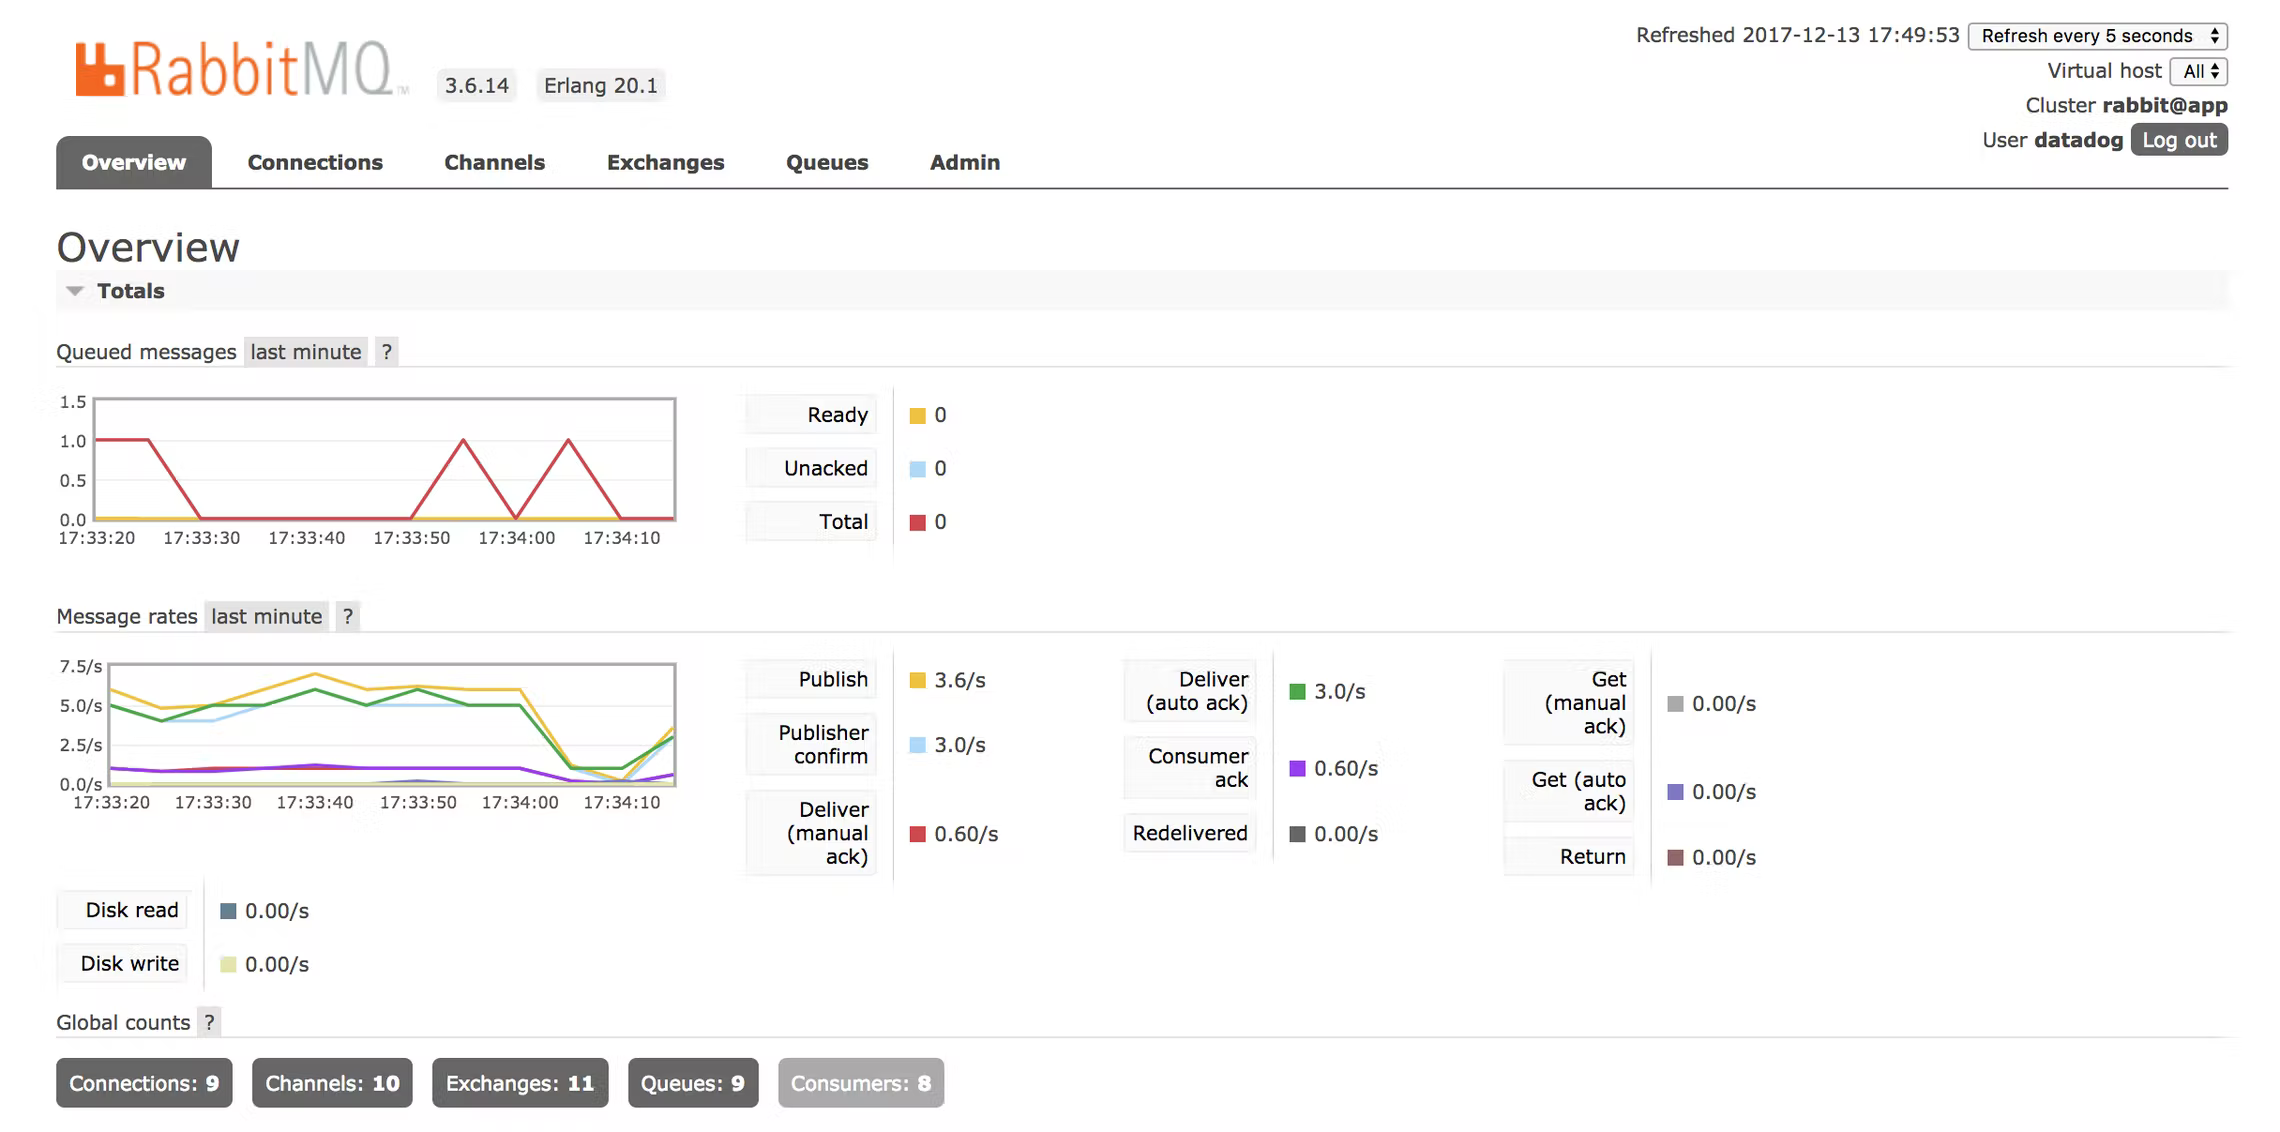 RabbitMQ TM 3.6.14 Erlang 20.1
Refreshed 2017-12-13 17:49:53 Refresh every 5 seconds
Virtual host All
Cluster rabbit@app
User datadog Log out
Overview Connections Channels Exchanges Queues Admin
Overview
Totals
Queued messages last minute ?
1.5
1.0
0.5
0.0
17:33:20 17:33:30 17:33:40 17:33:50 17:34:00 17:34:10
Ready 0
Unacked 0
Total 0
Message rates last minute ?
7.5/s
5.0/s
2.5/s
0.0/s
17:33:20 17:33:30 17:33:40 17:33:50 17:34:00 17:34:10
Publish 3.6/s
Publisher
confirm 3.0/s
Deliver
(manual
ack) 0.60/s
Deliver
(auto ack) 3.0/s
Consumer
ack 0.60/s
Redelivered 0.00/s
Get
(manual
ack) 0.00/s
Get (auto
ack) 0.00/s
Return 0.00/s
Disk read 0.00/s
Disk write 0.00/s
Global counts ?
Connections: 9 Channels: 10 Exchanges: 11 Queues: 9 Consumers: 8